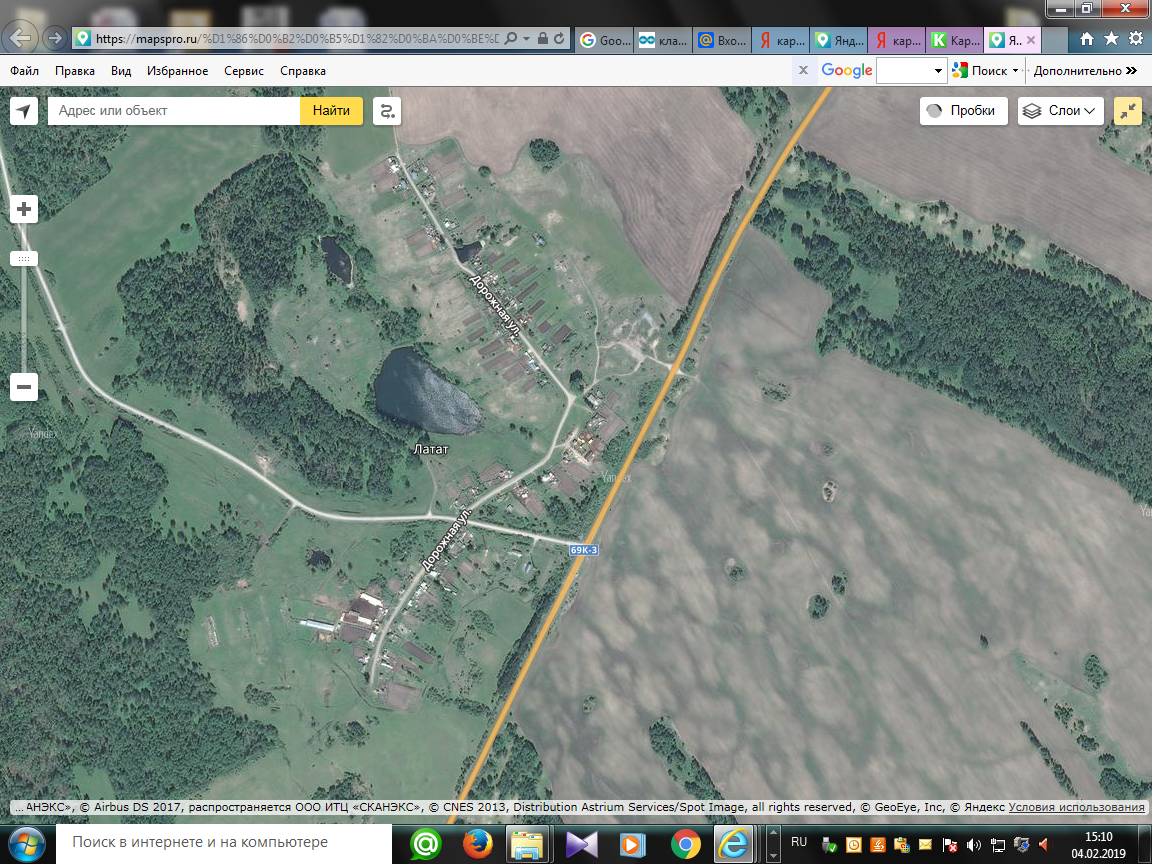 https://mapspro.ru/%D1%86%D0%B2%D0%B5%D1%82%D0%BA%D0%BE%D
Goo...
кла...
Вхо...
кар...
Янд...
кар...
Кар...
Я..
Файл Правка Вид Избранное Сервис Справка
x Google Поиск Дополнительно »
Адрес или объект Найти
Пробки Слои
Дорожная ул.
Латат
Yandex
Yandex
Дорожная ул.
69К-3
...АНЭКС», © Airbus DS 2017, распространяется ООО ИТЦ «СКАНЭКС», © CNES 2013, Distribution Astrium Services/Spot Image, all rights reserved, © GeoEye, Inc, © Яндекс Условия использования
Поиск в интернете и на компьютере
RU
15:10
04.02.2019